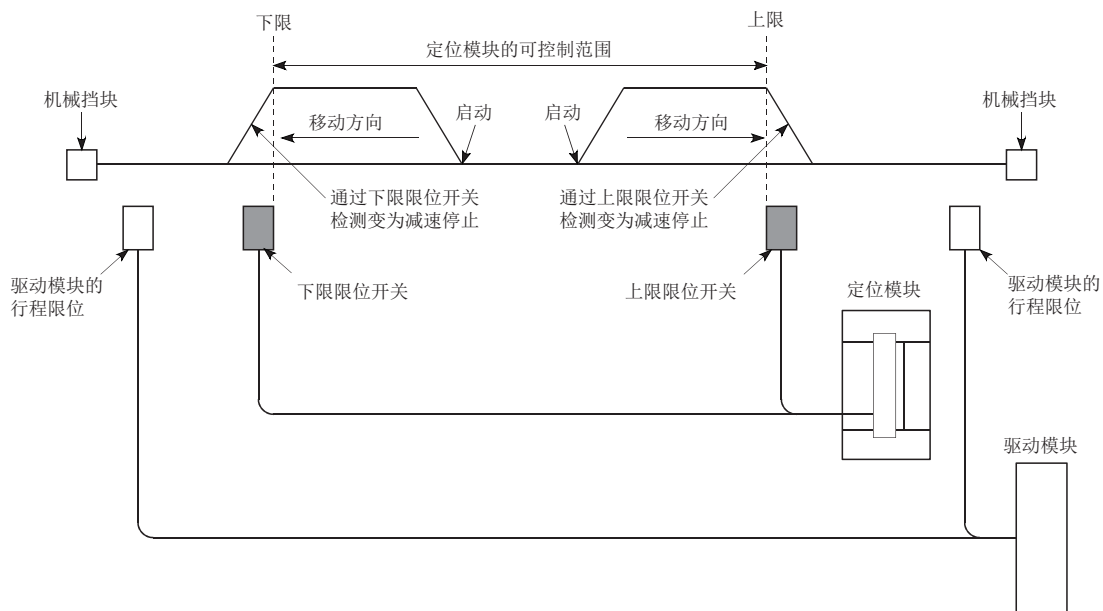 下限
上限
定位模块的可控制范围
机械挡块
机械挡块
启动
启动
移动方向
移动方向
通过下限限位开关
检测变为减速停止
通过上限限位开关
检测变为减速停止
驱动模块的
行程限位
下限限位开关
上限限位开关
定位模块
驱动模块的
行程限位
驱动模块